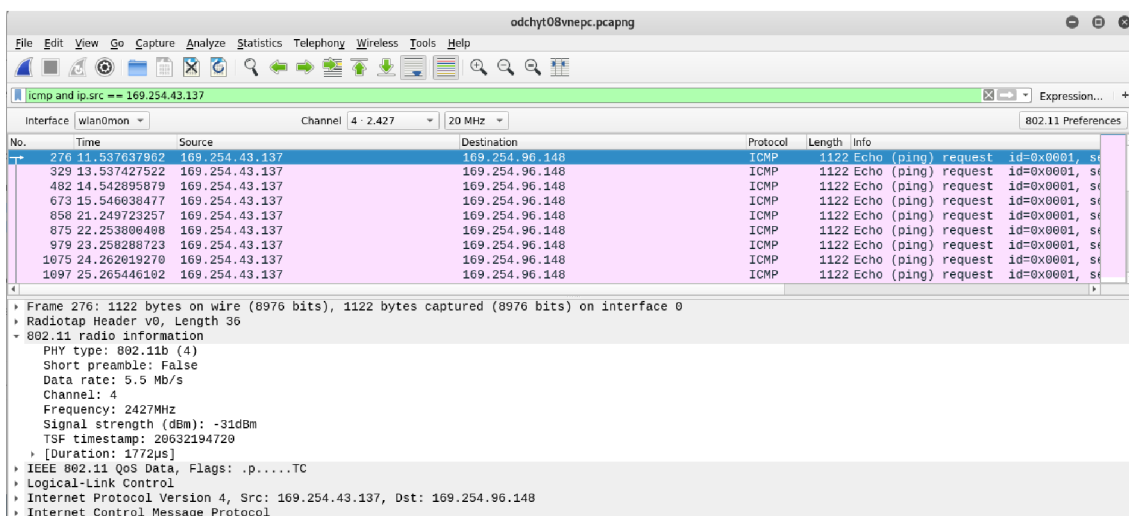 odchyt08vnepc.pcapng
File Edit View Go Capture Analyze Statistics Telephony Wireless Tools Help
icmp and ip.src == 169.254.43.137 Expression... +
Interface wlan0mon Channel 4 · 2.427 20 MHz 802.11 Preferences
No. Time Source Destination Protocol Length Info
276 11.537637962 169.254.43.137 169.254.96.148 ICMP 1122 Echo (ping) request id=0x0001, se
329 13.537427522 169.254.43.137 169.254.96.148 ICMP 1122 Echo (ping) request id=0x0001, se
482 14.542895879 169.254.43.137 169.254.96.148 ICMP 1122 Echo (ping) request id=0x0001, se
673 15.546038477 169.254.43.137 169.254.96.148 ICMP 1122 Echo (ping) request id=0x0001, se
858 21.249723257 169.254.43.137 169.254.96.148 ICMP 1122 Echo (ping) request id=0x0001, se
875 22.253800408 169.254.43.137 169.254.96.148 ICMP 1122 Echo (ping) request id=0x0001, se
979 23.258288723 169.254.43.137 169.254.96.148 ICMP 1122 Echo (ping) request id=0x0001, se
1075 24.262019270 169.254.43.137 169.254.96.148 ICMP 1122 Echo (ping) request id=0x0001, se
1097 25.265446102 169.254.43.137 169.254.96.148 ICMP 1122 Echo (ping) request id=0x0001, se
Frame 276: 1122 bytes on wire (8976 bits), 1122 bytes captured (8976 bits) on interface 0
Radiotap Header v0, Length 36
802.11 radio information
PHY type: 802.11b (4)
Short preamble: False
Data rate: 5.5 Mb/s
Channel: 4
Frequency: 2427MHz
Signal strength (dBm): -31dBm
TSF timestamp: 20632194720
[Duration: 1772µs]
IEEE 802.11 QoS Data, Flags: .p.....TC
Logical-Link Control
Internet Protocol Version 4, Src: 169.254.43.137, Dst: 169.254.96.148
Internet Control Message Protocol